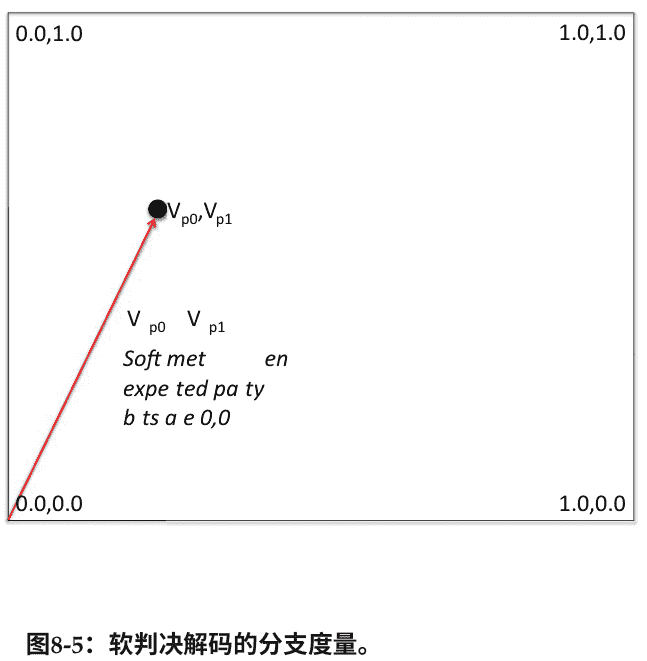 0.0,1.0 1.0,1.0
Vp0,Vp1
V p0 V p1
Soft met en
expe ted pa ty
b ts a e 0,0
0.0,0.0 1.0,0.0
图8-5：软判决解码的分支度量。